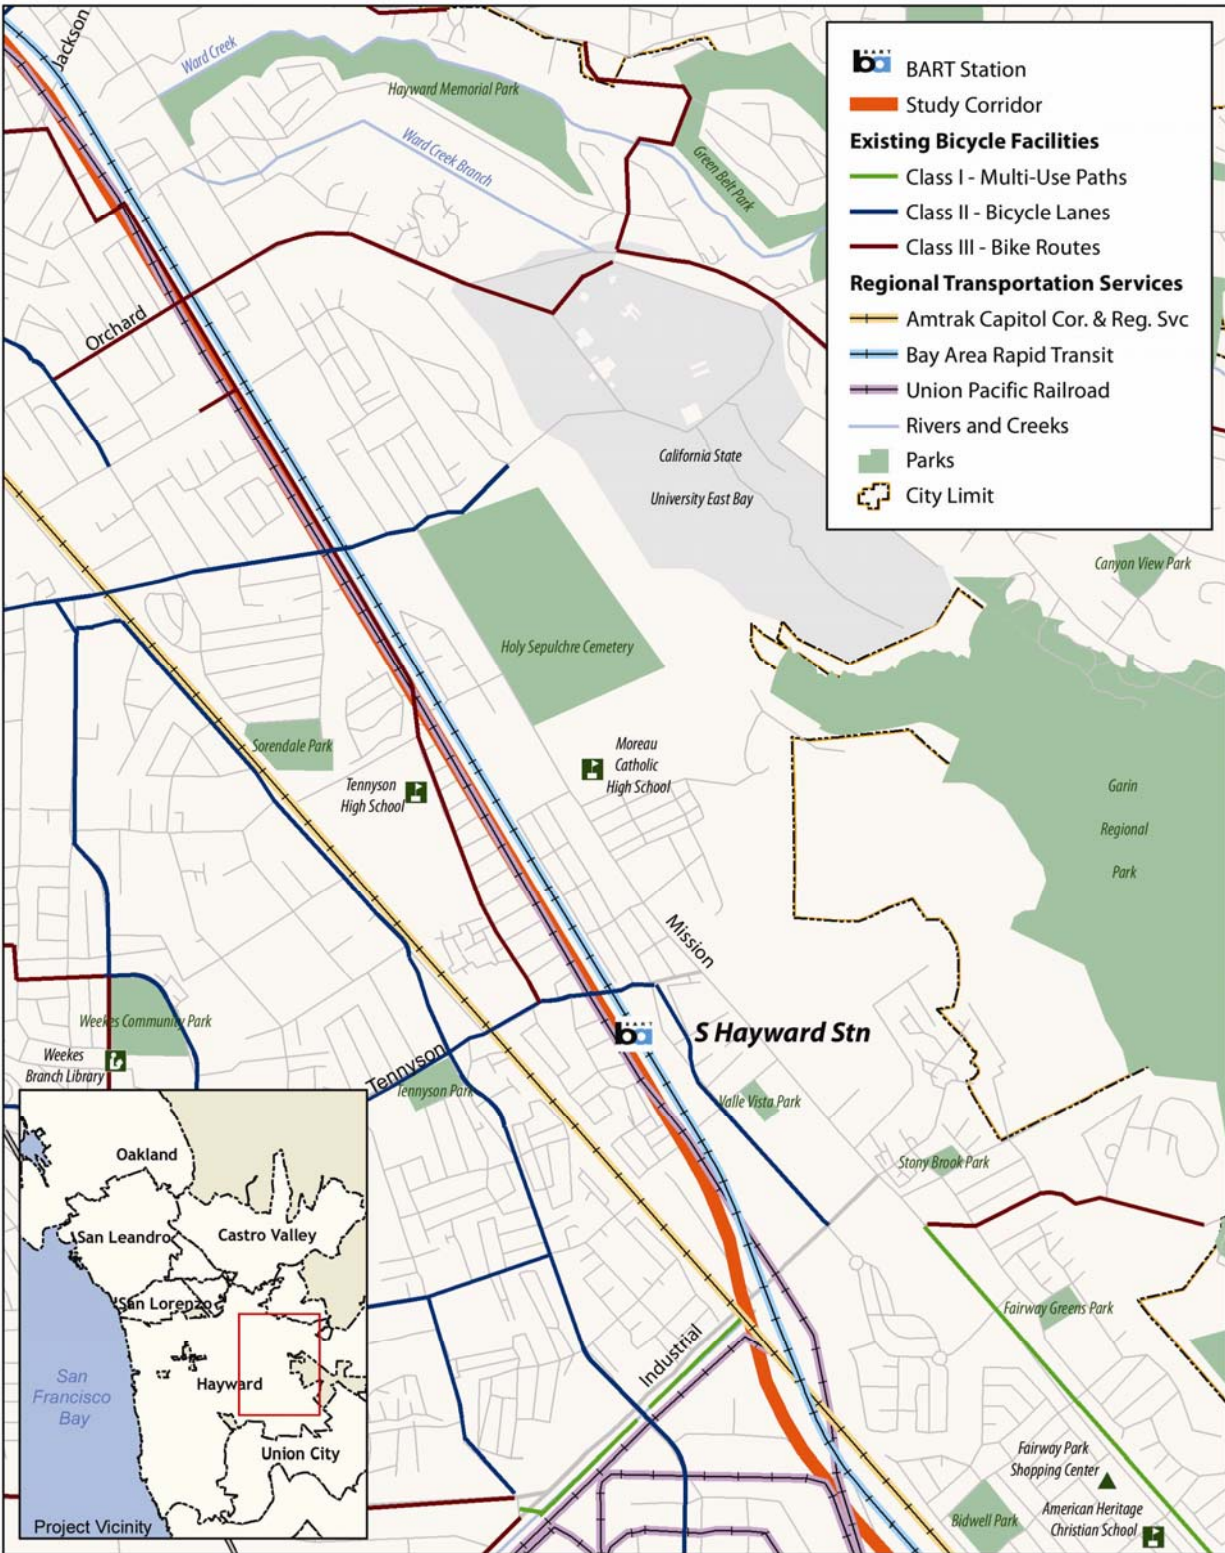 Jackson
Ward Creek
Hayward Memorial Park
Ward Creek Branch
Green Belt Park
BART
ba
BART Station
Study Corridor
Existing Bicycle Facilities
Class I - Multi-Use Paths
Class II - Bicycle Lanes
Class III - Bike Routes
Regional Transportation Services
Amtrak Capitol Cor. & Reg. Svc
Bay Area Rapid Transit
Union Pacific Railroad
Rivers and Creeks
Parks
City Limit
Orchard
California State
University East Bay
Canyon View Park
Holy Sepulchre Cemetery
Sorendale Park
Tennyson
High School
Moreau
Catholic
High School
Garin
Regional
Park
Mission
Weekes Community Park
Weekes
Branch Library
BART
ba
S Hayward Stn
Tennyson
Tennyson Park
Valle Vista Park
Stony Brook Park
Fairway Greens Park
Industrial
Fairway Park
Shopping Center
American Heritage
Christian School
Bidwell Park
Oakland
San Leandro
Castro Valley
San Lorenzo
San
Francisco
Bay
Hayward
Union City
Project Vicinity